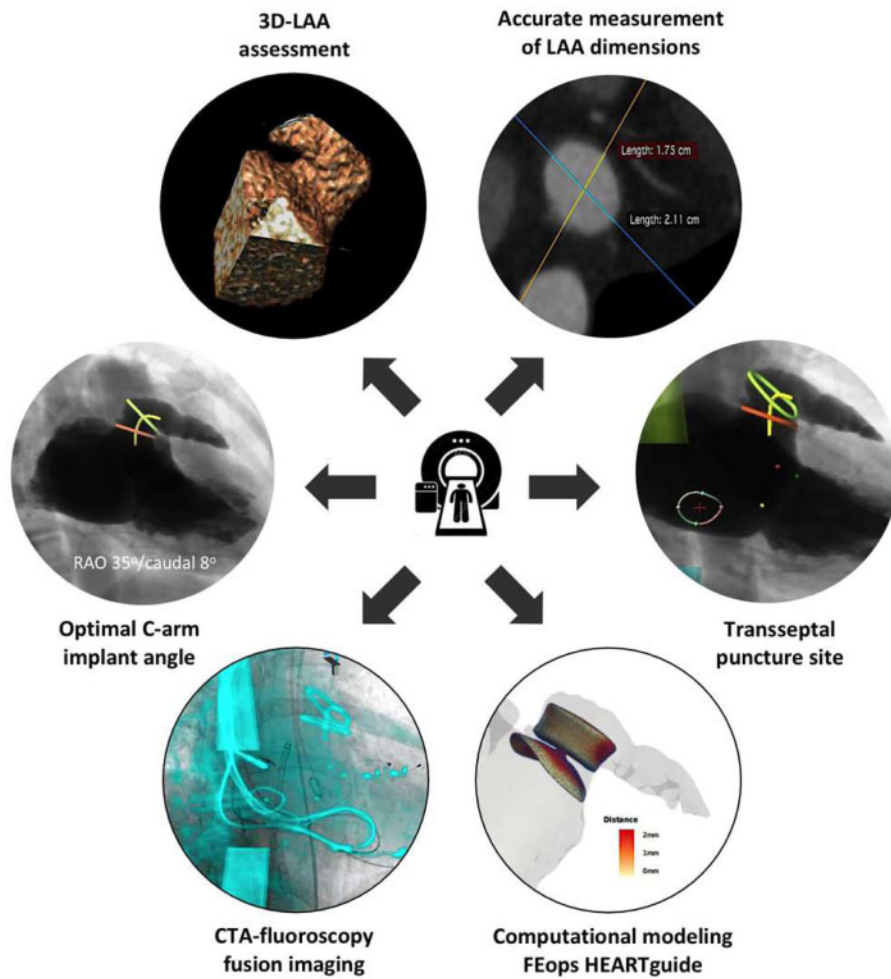 3D-LAA
assessment
Accurate measurement
of LAA dimensions
Length: 1.75 cm
Length: 2.11 cm
RAO 35º/caudal 8º
Optimal C-arm
implant angle
Transseptal
puncture site
Distance
2mm
1mm
0mm
CTA-fluoroscopy
fusion imaging
Computational modeling
FEops HEARTguide